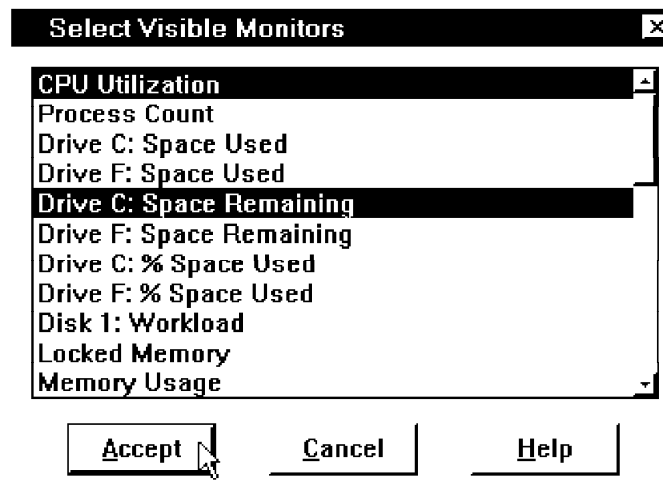 Select Visible Monitors
CPU Utilization
Process Count
Drive C: Space Used
Drive F: Space Used
Drive C: Space Remaining
Drive F: Space Remaining
Drive C: % Space Used
Drive F: % Space Used
Disk 1: Workload
Locked Memory
Memory Usage
Accept Cancel Help